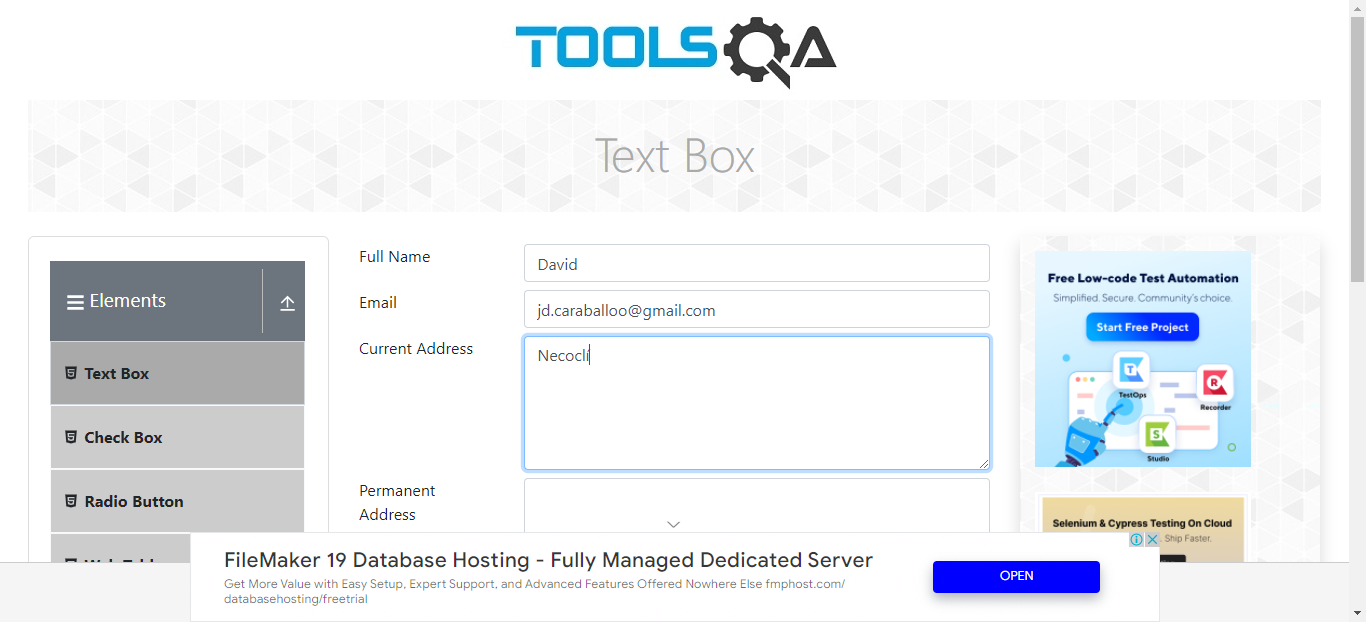 TOOLSQA
Text Box
Elements
Text Box
Check Box
Radio Button
Full Name
David
Email
jd.caraballoo@gmail.com
Current Address
Necocli
Permanent
Address
Free Low-code Test Automation
Simplified. Secure. Community's choice.
Start Free Project
TestOps
Recorder
Studio
Selenium & Cypress Testing On Cloud
Ship Faster.
FileMaker 19 Database Hosting - Fully Managed Dedicated Server
Get More Value with Easy Setup, Expert Support, and Advanced Features Offered Nowhere Else fmphost.com/
databasehosting/freetrial
OPEN